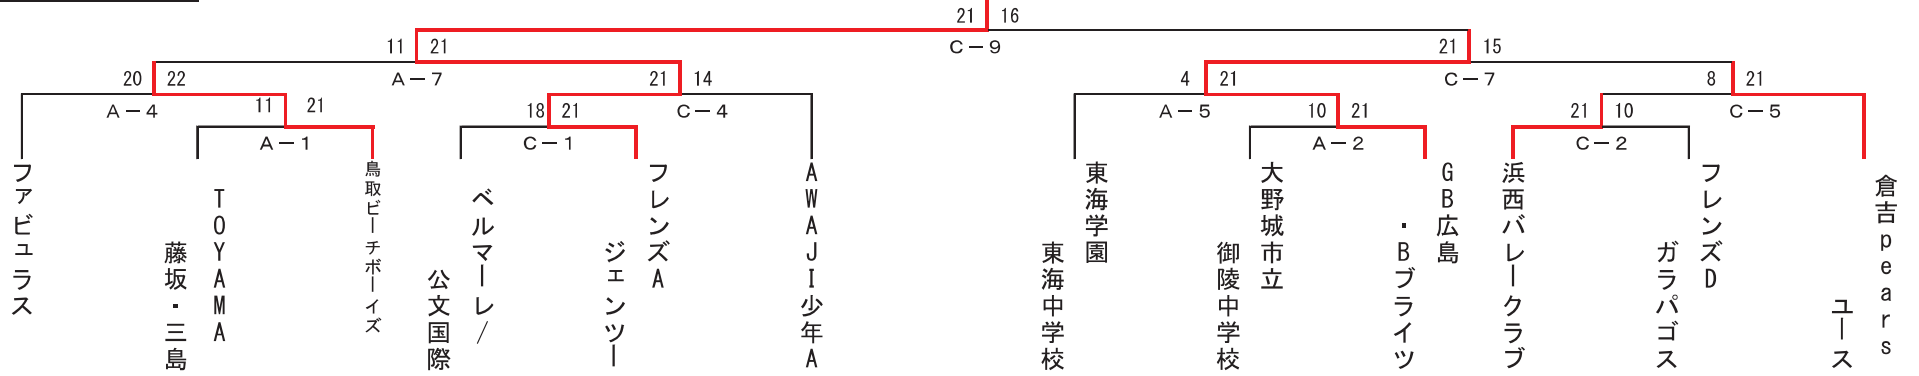 21 16
C-9
11 21
A-7
21 15
C-7
20 22
A-4
21 14
C-4
4 21
A-5
8 21
C-5
11 21
A-1
18 21
C-1
10 21
A-2
21 10
C-2
ファビュラス
TOYAMA
藤坂・三島
鳥取ビーチボーイズ
ベルマーレ/
公文国際
フレンズA
ジェンツー
AWAJI少年A
東海学園
東海中学校
大野城市立
御陵中学校
GB広島
・Bブライツ
浜西バレークラブ
フレンズD
ガラパゴス
倉吉pears
ユース